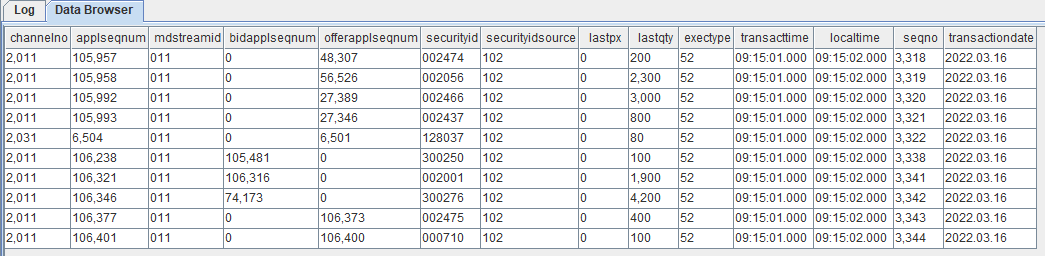 Log Data Browser
channelno applseqnum mdstreamid bidapplseqnum offerapplseqnum securityid securityidsource lastpx lastqty exectype transacttime localtime seqno transactiondate
2,011 105,957 011 0 48,307 002474 102 0 200 52 09:15:01.000 09:15:02.000 3,318 2022.03.16
2,011 105,958 011 0 56,526 002056 102 0 2,300 52 09:15:01.000 09:15:02.000 3,319 2022.03.16
2,011 105,992 011 0 27,389 002466 102 0 3,000 52 09:15:01.000 09:15:02.000 3,320 2022.03.16
2,011 105,993 011 0 27,346 002437 102 0 800 52 09:15:01.000 09:15:02.000 3,321 2022.03.16
2,031 6,504 011 0 6,501 128037 102 0 80 52 09:15:01.000 09:15:02.000 3,322 2022.03.16
2,011 106,238 011 105,481 0 300250 102 0 100 52 09:15:01.000 09:15:02.000 3,338 2022.03.16
2,011 106,321 011 106,316 0 002001 102 0 1,900 52 09:15:01.000 09:15:02.000 3,341 2022.03.16
2,011 106,346 011 74,173 0 300276 102 0 4,200 52 09:15:01.000 09:15:02.000 3,342 2022.03.16
2,011 106,377 011 0 106,373 002475 102 0 400 52 09:15:01.000 09:15:02.000 3,343 2022.03.16
2,011 106,401 011 0 106,400 000710 102 0 100 52 09:15:01.000 09:15:02.000 3,344 2022.03.16